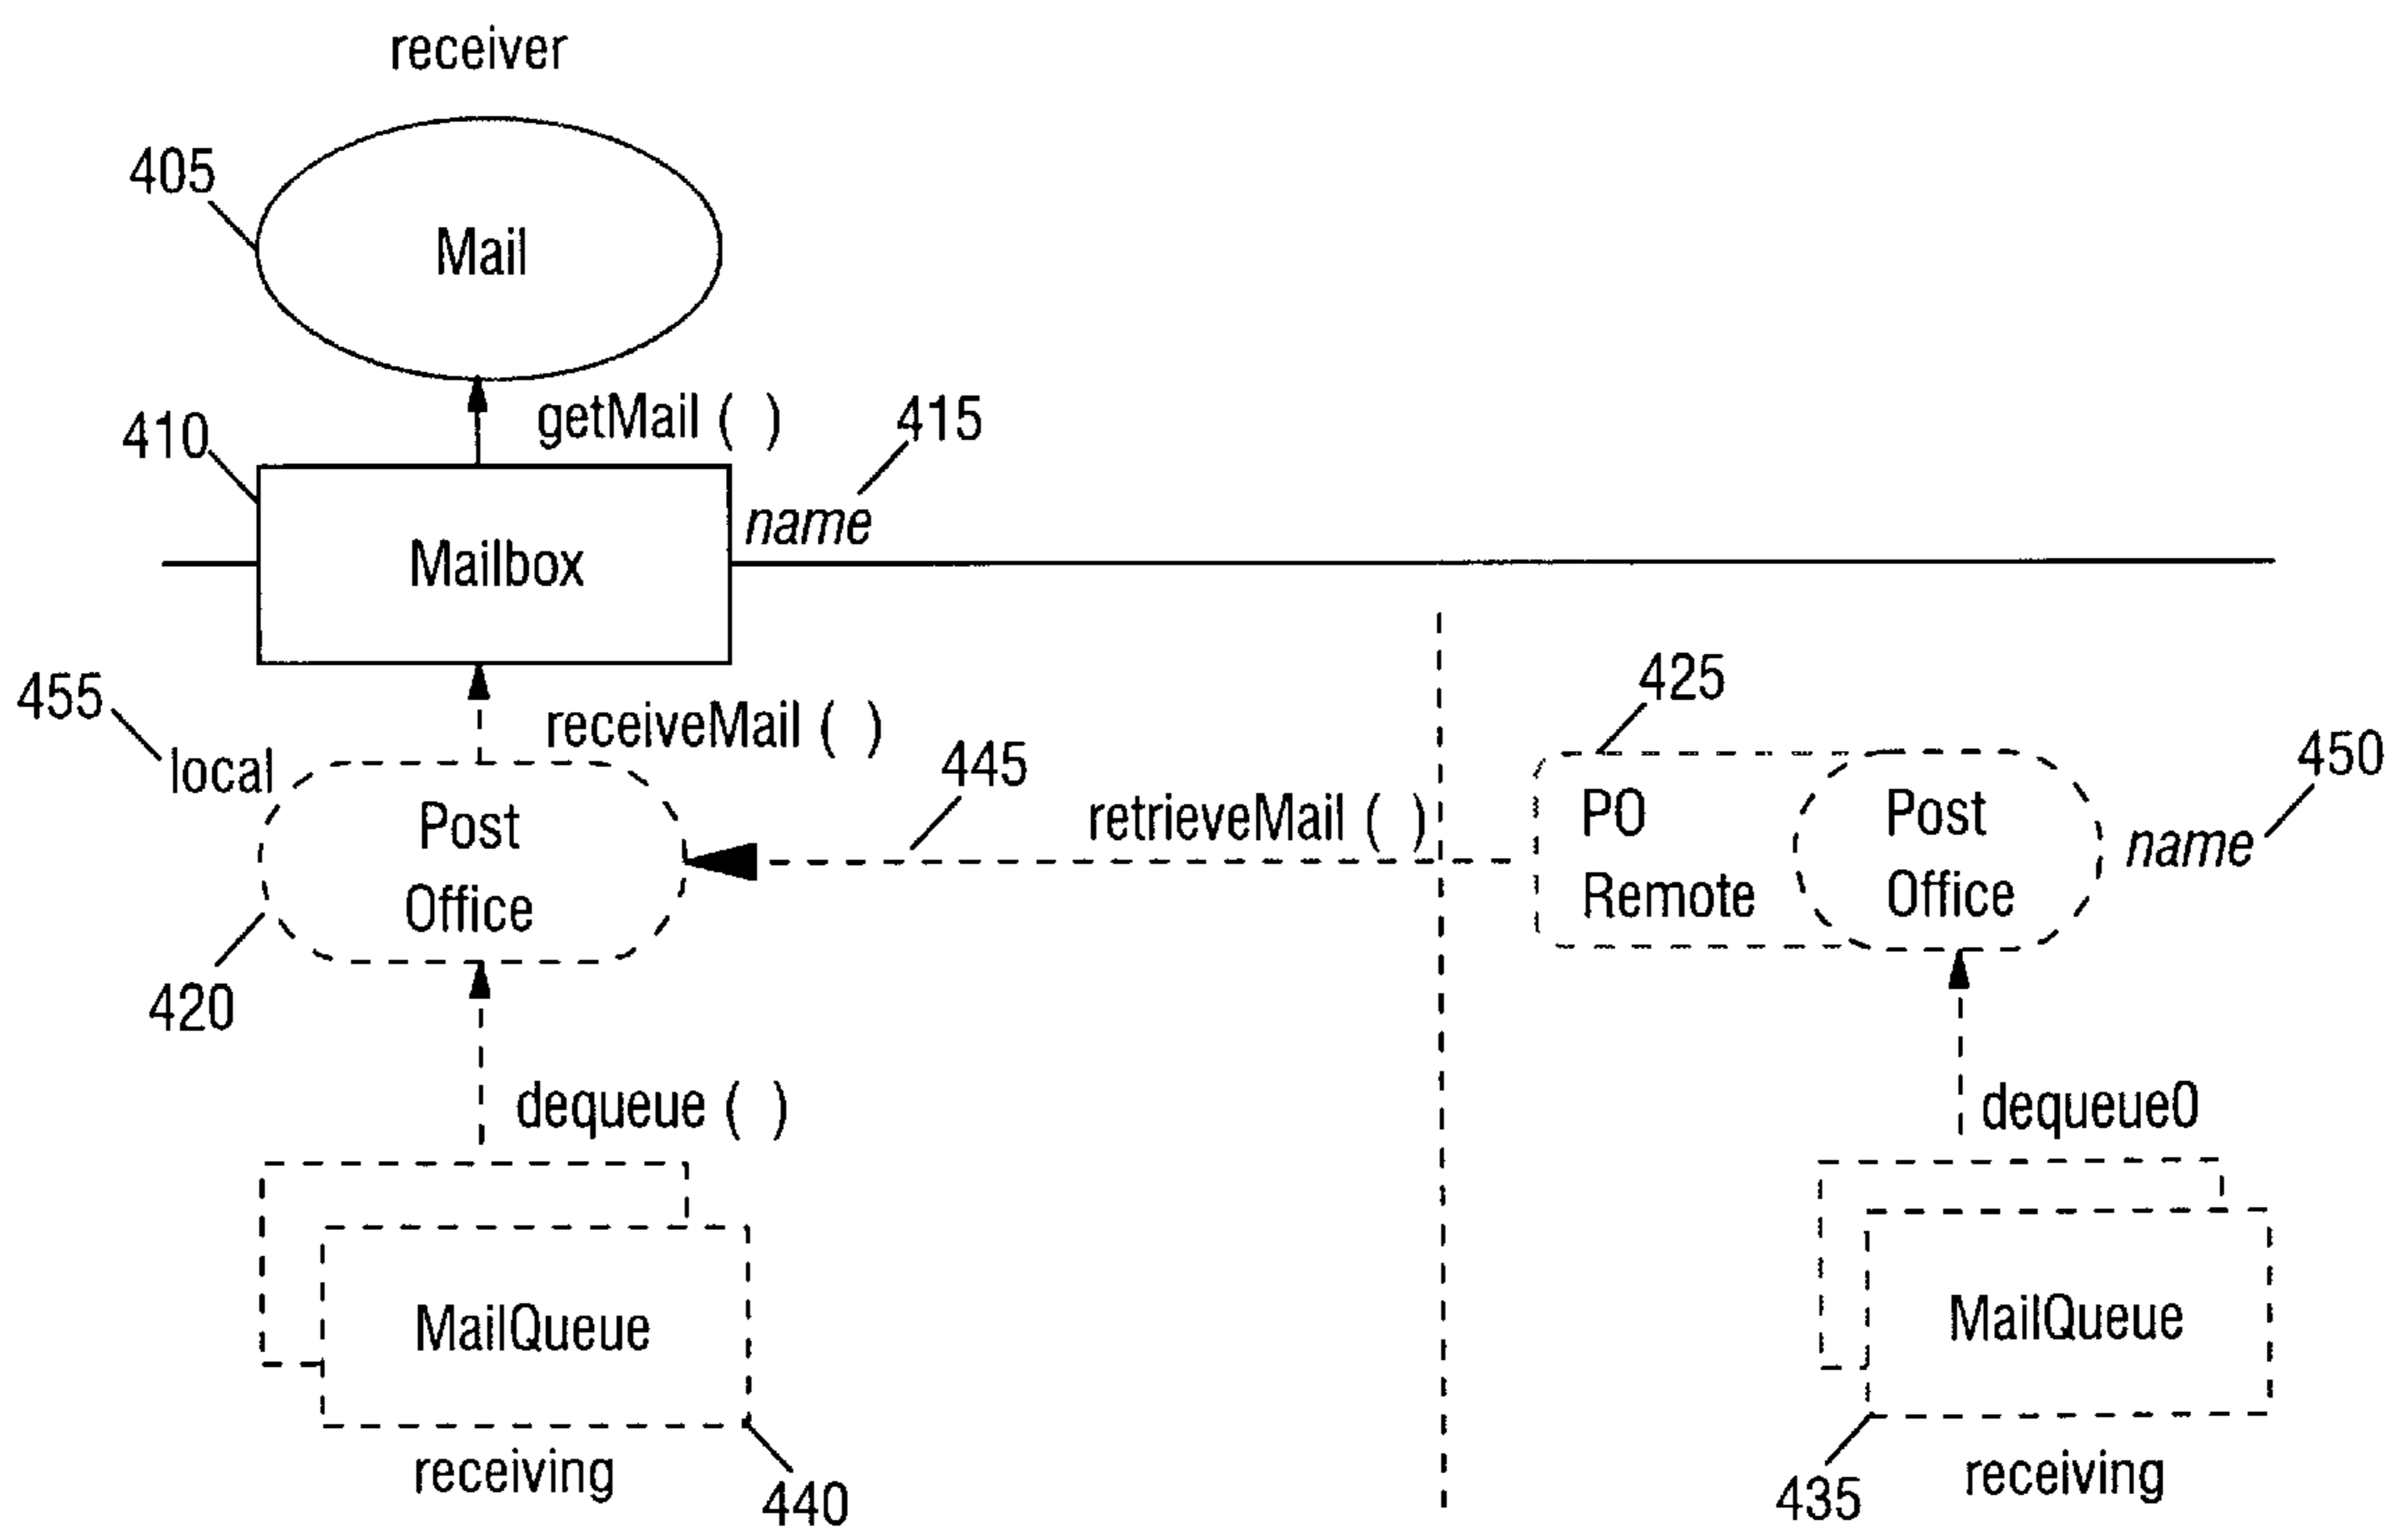 receiver
405
Mail
getMail ( )
415
410
name
Mailbox
455
local
receiveMail ( )
445
retrieveMail ( )
425
450
Post
Office
PO
Remote
Post
Office
name
420
dequeue ( )
dequeue0
MailQueue
MailQueue
receiving
440
receiving
435